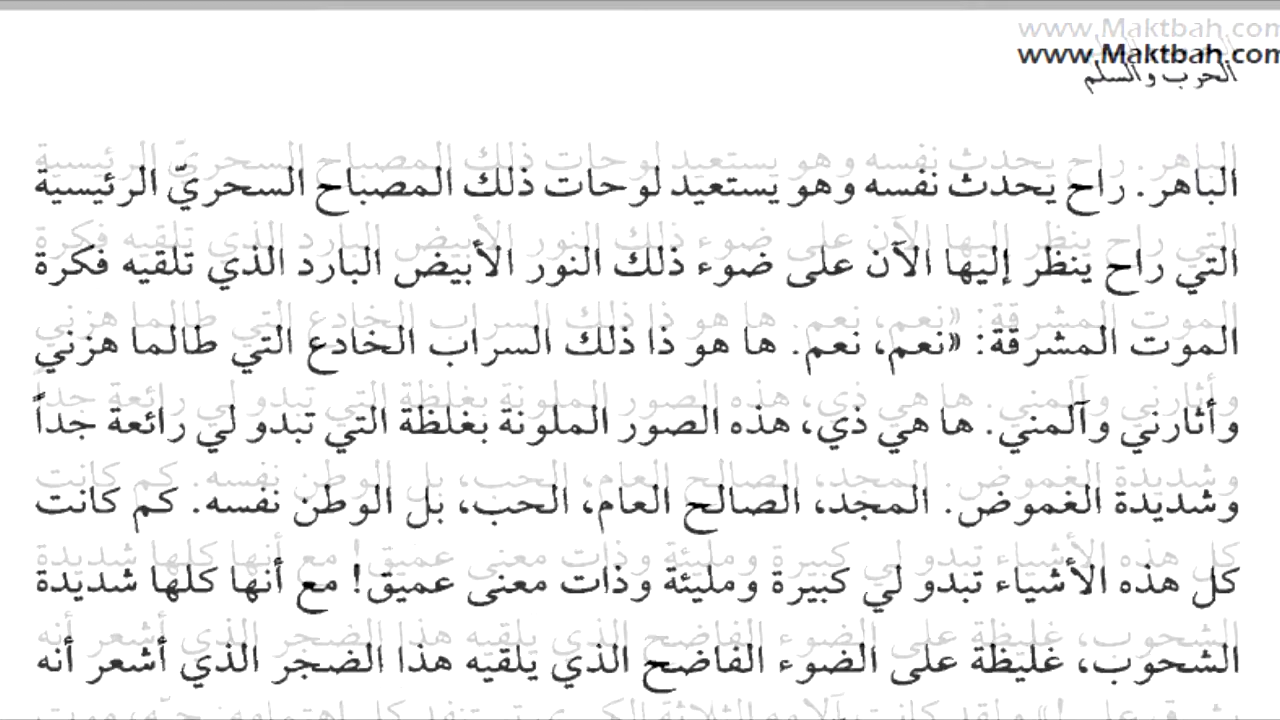 www.Maktbah.com
www.Maktbah.com
الحرب والسلم
الباهر. راح يحدث نفسه وهو يستعيد لوحات ذلك المصباح السحريّ الرئيسية
التي راح ينظر إليها الآن على ضوء ذلك النور الأبيض البارد الذي تلقيه فكرة
الموت المشرقة: «نعم، نعم. ها هو ذا ذلك السراب الخادع التي طالما هزني
وأثارني وآلمني. ها هي ذي، هذه الصور الملونة بغلظة التي تبدو لي رائعة جداً
وشديدة الغموض. المجد، الصالح العام، الحب، بل الوطن نفسه. كم كانت
كل هذه الأشياء تبدو لي كبيرة ومليئة وذات معنى عميق! مع أنها كلها شديدة
الشحوب، غليظة على الضوء الفاضح الذي يلقيه هذا الضجر الذي أشعر أنه